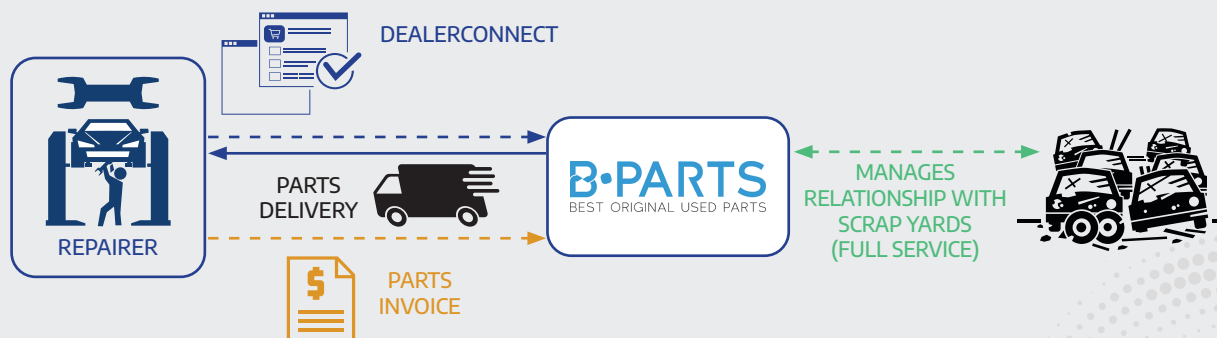 DEALERCONNECT
REPAIRER
PARTS
DELIVERY
B•PARTS
BEST ORIGINAL USED PARTS
MANAGES
RELATIONSHIP WITH
SCRAP YARDS
(FULL SERVICE)
$
PARTS
INVOICE